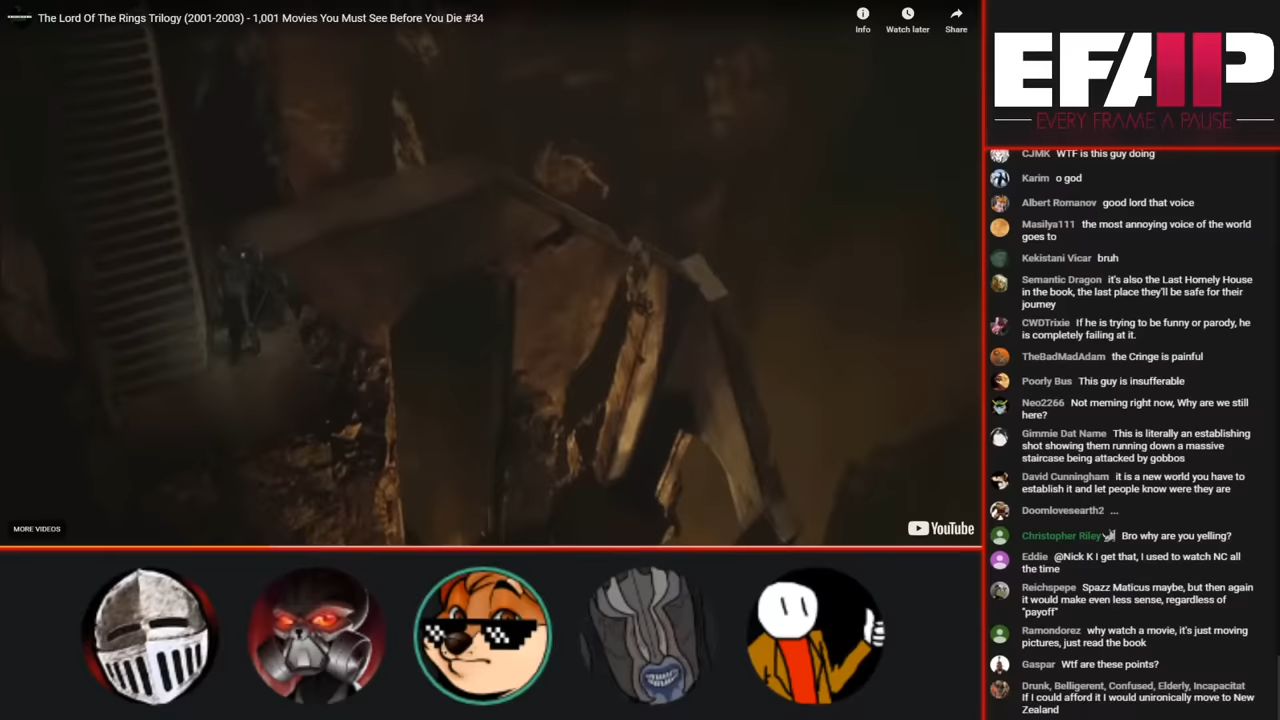 The Lord Of The Rings Trilogy (2001-2003) - 1,001 Movies You Must See Before You Die #34
Info
Watch later
Share
MORE VIDEOS
YouTube
EFAP
EVERY FRAME A PAUSE
CJMK WTF is this guy doing
Karim o god
Albert Romanov good lord that voice
Masilya111 the most annoying voice of the world
goes to
Kekistani Vicar bruh
Semantic Dragon it's also the Last Homely House
in the book, the last place they'll be safe for their
journey
CWDTrixie If he is trying to be funny or parody, he
is completely failing at it.
TheBadMadAdam the Cringe is painful
Poorly Bus This guy is insufferable
Neo2266 Not meming right now, Why are we still
here?
Gimmie Dat Name This is literally an establishing
shot showing them running down a massive
staircase being attacked by gobbos
David Cunningham it is a new world you have to
establish it and let people know were they are
Doomlovesearth2 ...
Christopher Riley Bro why are you yelling?
Eddie @Nick K I get that, I used to watch NC all
the time
Reichspepe Spazz Maticus maybe, but then again
it would make even less sense, regardless of
"payoff"
Ramondorez why watch a movie, it's just moving
pictures, just read the book
Gaspar Wtf are these points?
Drunk, Belligerent, Confused, Elderly, Incapacitat
If I could afford it I would unironically move to New
Zealand